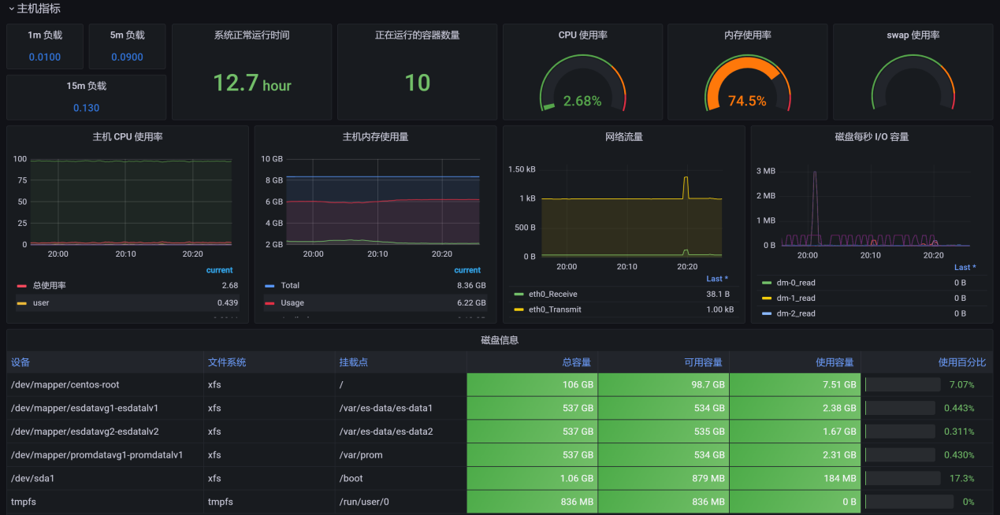 主机指标
1m 负载
0.0100
5m 负载
0.0900
15m 负载
0.130
系统正常运行时间
12.7 hour
正在运行的容器数量
10
CPU 使用率
2.68%
内存使用率
74.5%
swap 使用率
主机 CPU 使用率
100
75
50
25
0
20:00 20:10 20:20
current
总使用率 2.68
user 0.439
主机内存使用量
10 GB
8 GB
6 GB
4 GB
2 GB
20:00 20:10 20:20
current
Total 8.36 GB
Usage 6.22 GB
网络流量
1.50 kB
1 kB
500 B
0 B
20:00 20:10 20:20
Last *
eth0_Receive 38.1 B
eth0_Transmit 1.00 kB
磁盘每秒 I/O 容量
3 MB
2 MB
1 MB
0 B
20:00 20:10 20:20
Last *
dm-0_read 0 B
dm-1_read 0 B
dm-2_read 0 B
磁盘信息
设备 文件系统 挂载点 总容量 可用容量 使用容量 使用百分比
/dev/mapper/centos-root xfs / 106 GB 98.7 GB 7.51 GB 7.07%
/dev/mapper/esdatavg1-esdatalv1 xfs /var/es-data/es-data1 537 GB 534 GB 2.38 GB 0.443%
/dev/mapper/esdatavg2-esdatalv2 xfs /var/es-data/es-data2 537 GB 535 GB 1.67 GB 0.311%
/dev/mapper/promdatavg1-promdatalv1 xfs /var/prom 537 GB 534 GB 2.31 GB 0.430%
/dev/sda1 xfs /boot 1.06 GB 879 MB 184 MB 17.3%
tmpfs tmpfs /run/user/0 836 MB 836 MB 0 B 0%